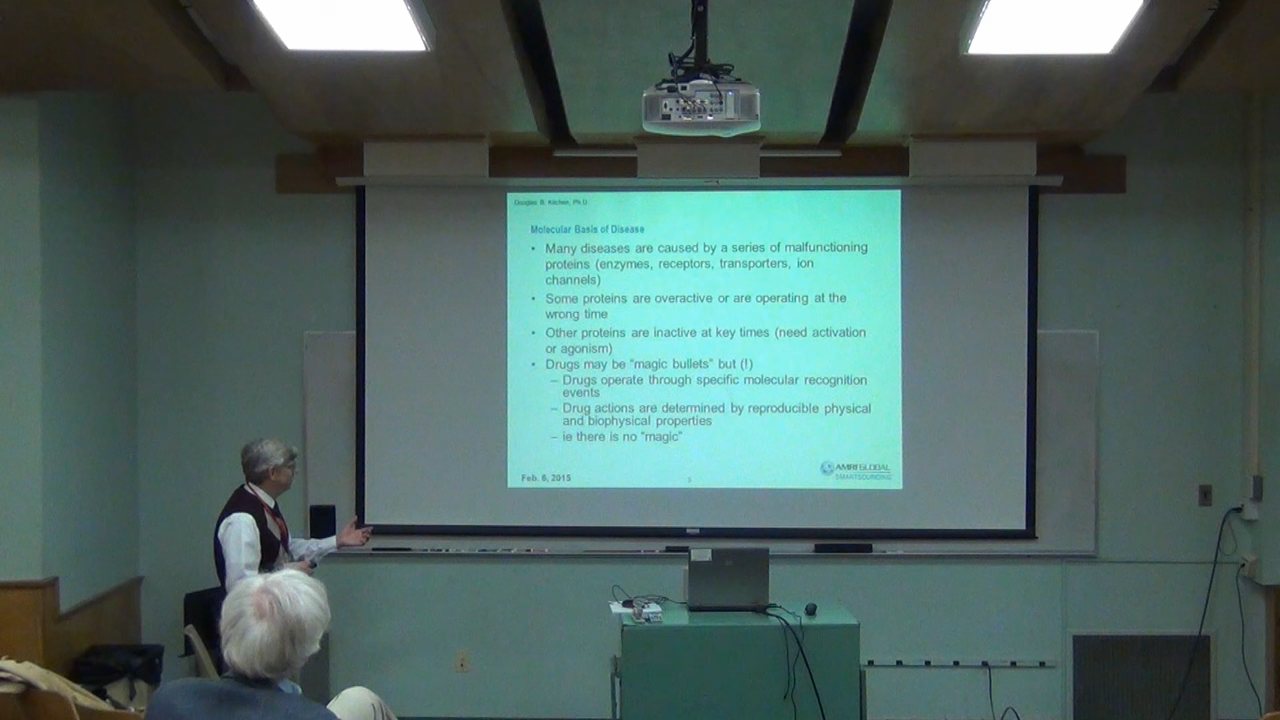 Douglas B. Kitchen, Ph.D.
Molecular Basis of Disease
• Many diseases are caused by a series of malfunctioning
proteins (enzymes, receptors, transporters, ion
channels)
• Some proteins are overactive or are operating at the
wrong time
• Other proteins are inactive at key times (need activation
or agonism)
• Drugs may be "magic bullets" but (!)
– Drugs operate through specific molecular recognition
events
– Drug actions are determined by reproducible physical
and biophysical properties
– ie there is no "magic"
AMRI GLOBAL
SMARTSOURCING
Feb. 6, 2015